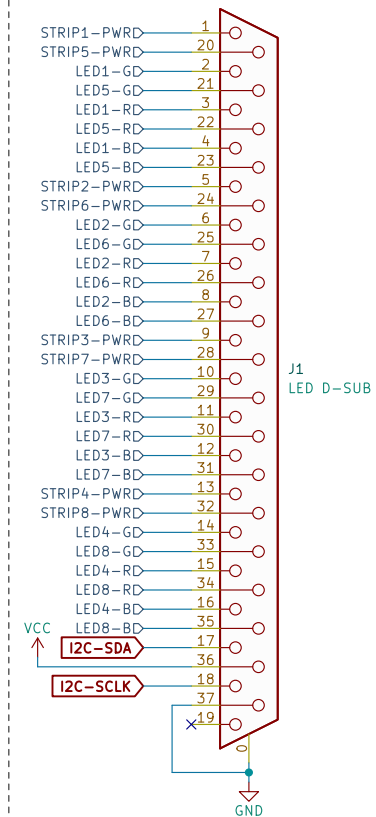 STRIP1-PWR 1
STRIP5-PWR 20
LED1-G 2
LED5-G 21
LED1-R 3
LED5-R 22
LED1-B 4
LED5-B 23
STRIP2-PWR 5
STRIP6-PWR 24
LED2-G 6
LED6-G 25
LED2-R 7
LED6-R 26
LED2-B 8
LED6-B 27
STRIP3-PWR 9
STRIP7-PWR 28
J1
LED3-G 10
LED D-SUB
LED7-G 29
LED3-R 11
LED7-R 30
LED3-B 12
LED7-B 31
STRIP4-PWR 13
STRIP8-PWR 32
LED4-G 14
LED8-G 33
LED4-R 15
LED8-R 34
LED4-B 16
LED8-B 35
VCC
I2C-SDA 17
36
I2C-SCLK 18
37
19
0
GND